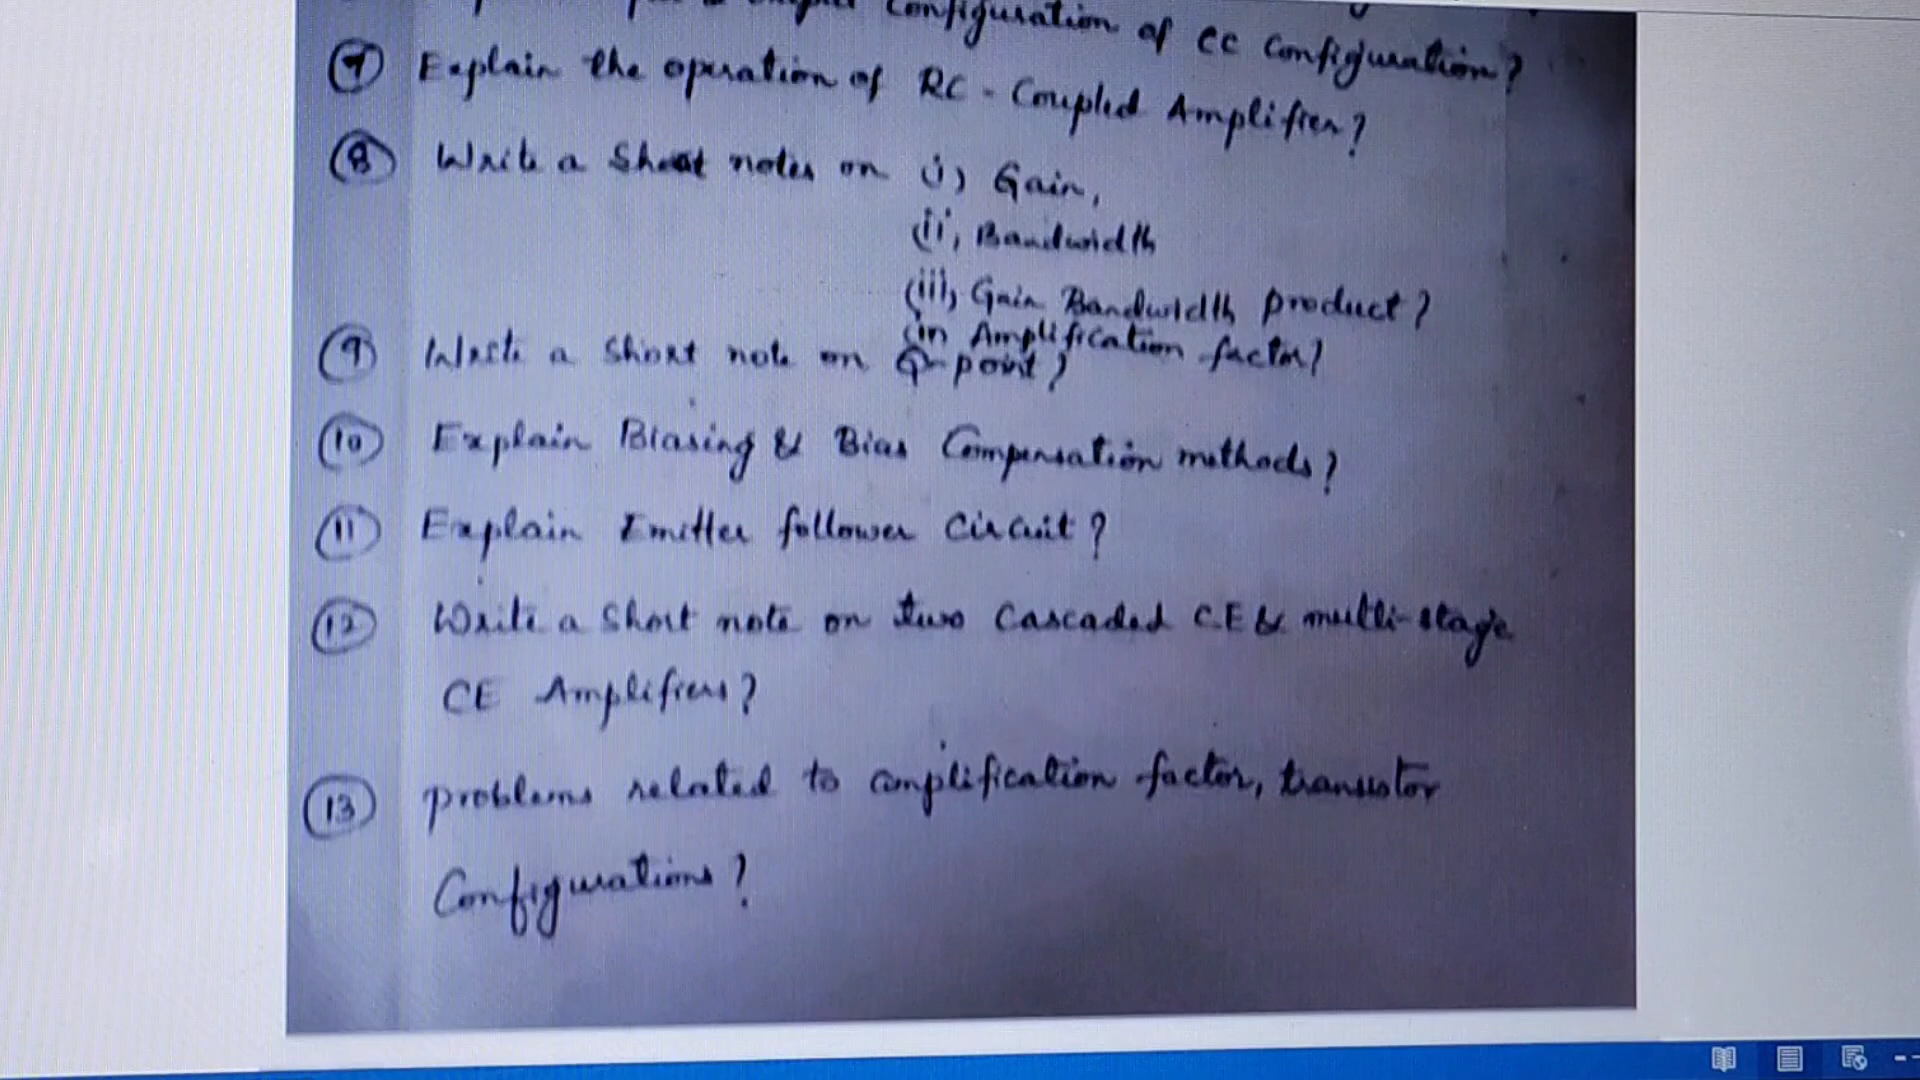 Configuration of CC Configuration?
7 Explain the operation of RC - Coupled Amplifier?
8 Write a Short notes on (i) Gain,
(ii) Bandwidth
(iii) Gain Bandwidth product?
(iv) Amplification factor?
9 Write a Short note on Q-point?
10 Explain Biasing & Bias Compensation methods?
11 Explain Emitter follower Circuit?
12 Write a Short note on two Cascaded CE & multi-stage
CE Amplifiers?
13 problems related to amplification factor, transistor
Configurations?